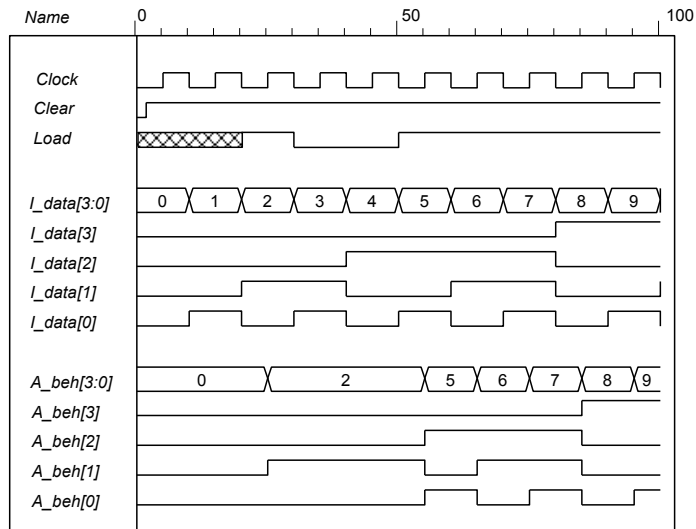 Name 0 50 100
Clock
Clear
Load
I_data[3:0] 0 1 2 3 4 5 6 7 8 9
I_data[3]
I_data[2]
I_data[1]
I_data[0]
A_beh[3:0] 0 2 5 6 7 8 9
A_beh[3]
A_beh[2]
A_beh[1]
A_beh[0]